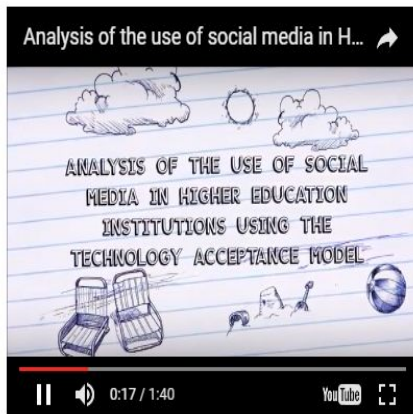 Analysis of the use of social media in H...
ANALYSIS OF THE USE OF SOCIAL
MEDIA IN HIGHER EDUCATION
INSTITUTIONS USING THE
TECHNOLOGY ACCEPTANCE MODEL
0:17 / 1:40
YouTube